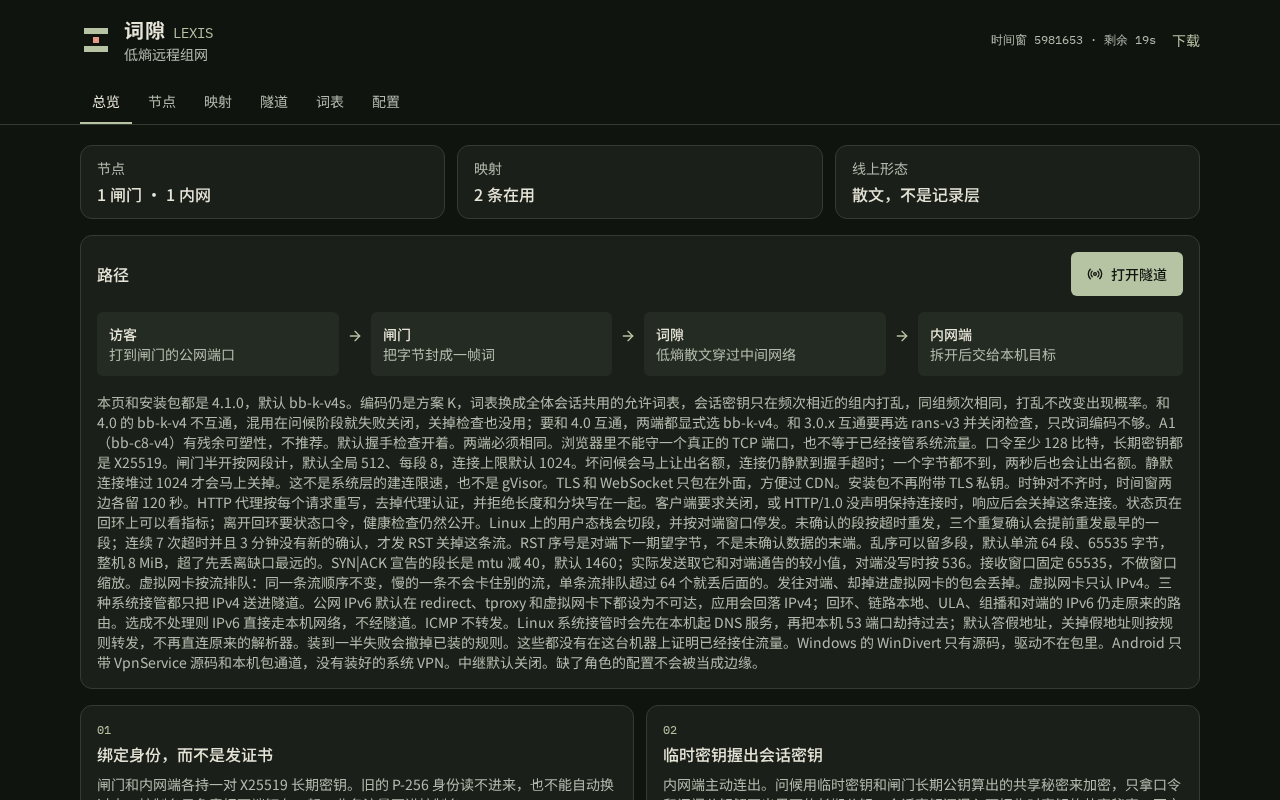 词隙 LEXIS
低熵远程组网
时间窗 5981653 · 剩余 19s 下载
总览 节点 映射 隧道 词表 配置
节点
1 闸门 · 1 内网
映射
2 条在用
线上形态
散文，不是记录层
路径
打开隧道
访客
打到闸门的公网端口
闸门
把字节封成一帧词
词隙
低熵散文穿过中间网络
内网端
拆开后交给本机目标
本页和安装包都是 4.1.0，默认 bb-k-v4s。编码仍是方案 K，词表换成全体会话共用的允许词表，会话密钥只在频次相近的组内打乱，同组频次相同，打乱不改变出现概率。和
4.0 的 bb-k-v4 不互通，混用在问候阶段就失败关闭，关掉检查也没用；要和 4.0 互通，两端都显式选 bb-k-v4。和 3.0.x 互通要再选 rans-v3 并关闭检查，只改词编码不够。A1
（bb-c8-v4）有残余可塑性，不推荐。默认握手检查开着。两端必须相同。浏览器里不能守一个真正的 TCP 端口，也不等于已经接管系统流量。口令至少 128 比特，长期密钥都
是 X25519。闸门半开按网段计，默认全局 512、每段 8，连接上限默认 1024。坏问候会马上让出名额，连接仍静默到握手超时；一个字节都不到，两秒后也会让出名额。静默
连接堆过 1024 才会马上关掉。这不是系统层的建连限速，也不是 gVisor。TLS 和 WebSocket 只包在外面，方便过 CDN。安装包不再附带 TLS 私钥。时钟对不齐时，时间窗两
边各留 120 秒。HTTP 代理按每个请求重写，去掉代理认证，并拒绝长度和分块写在一起。客户端要求关闭，或 HTTP/1.0 没声明保持连接时，响应后会关掉这条连接。状态页在
回环上可以看指标；离开回环要状态口令，健康检查仍然公开。Linux 上的用户态栈会切段，并按对端窗口停发。未确认的段按超时重发，三个重复确认会提前重发最早的一
段；连续 7 次超时并且 3 分钟没有新的确认，才发 RST 关掉这条流。RST 序号是对端下一期望字节，不是未确认数据的末端。乱序可以留多段，默认单流 64 段、65535 字节，
整机 8 MiB，超了先丢离缺口最远的。SYN|ACK 宣告的段长是 mtu 减 40，默认 1460；实际发送取它和对端通告的较小值，对端没写时按 536。接收窗口固定 65535，不做窗口
缩放。虚拟网卡按流排队：同一条流顺序不变，慢的一条不会卡住别的流，单条流排队超过 64 个就丢后面的。发往对端、却掉进虚拟网卡的包会丢掉。虚拟网卡只认 IPv4。三
种系统接管都只把 IPv4 送进隧道。公网 IPv6 默认在 redirect、tproxy 和虚拟网卡下都设为不可达，应用会回落 IPv4；回环、链路本地、ULA、组播和对端的 IPv6 仍走原来的路
由。选成不处理则 IPv6 直接走本机网络，不经隧道。ICMP 不转发。Linux 系统接管时会先在本机起 DNS 服务，再把本机 53 端口劫持过去；默认答假地址，关掉假地址则按规
则转发，不再直连原来的解析器。装到一半失败会撤掉已装的规则。这些都没有在这台机器上证明已经接住流量。Windows 的 WinDivert 只有源码，驱动不在包里。Android 只
带 VpnService 源码和本机包通道，没有装好的系统 VPN。中继默认关闭。缺了角色的配置不会被当成边缘。
01
绑定身份，而不是发证书
闸门和内网端各持一对 X25519 长期密钥。旧的 P-256 身份读不进来，也不能自动换
02
临时密钥握出会话密钥
内网端主动连出。问候用临时密钥和闸门长期公钥算出的共享秘密来加密，只拿口令